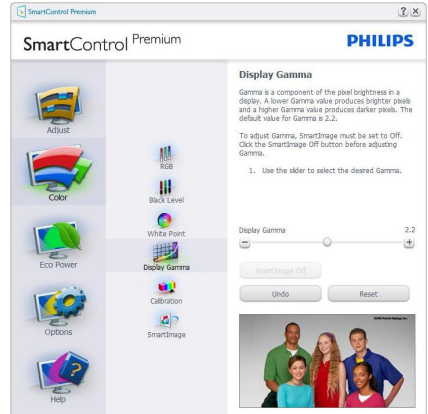 SmartControl Premium
SmartControl Premium
PHILIPS
Adjust
Color
Eco Power
Options
Help
RGB
Black Level
White Point
Display Gamma
Calibration
SmartImage
Display Gamma
Gamma is a component of the pixel brightness in a
display. A lower Gamma value produces brighter pixels
and a higher Gamma value produces darker pixels. The
default value for Gamma is 2.2.
To adjust Gamma, SmartImage must be set to Off.
Click the SmartImage Off button before adjusting
Gamma.
1. Use the slider to select the desired Gamma.
Display Gamma 2.2
SmartImage Off
Undo Reset